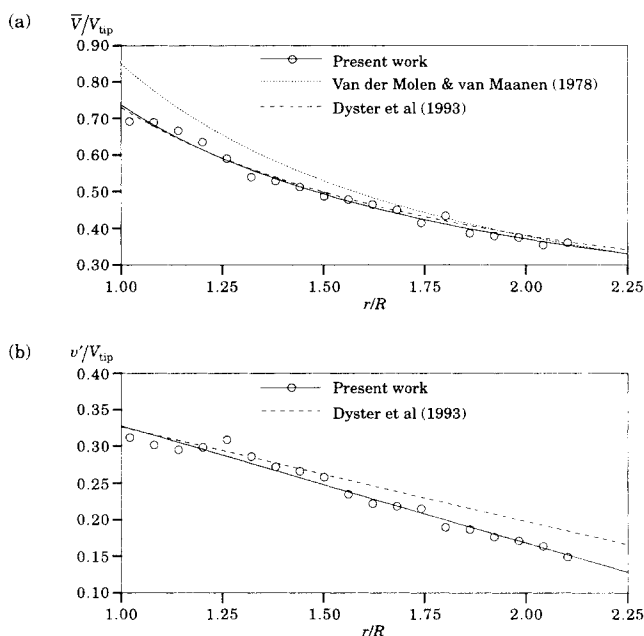 (a)
V̅/Vtip
0.90
0.80
0.70
0.60
0.50
0.40
0.30
Present work
Van der Molen & van Maanen (1978)
Dyster et al (1993)
1.00 1.25 1.50 1.75 2.00 2.25
r/R
(b)
v′/Vtip
0.40
0.35
0.30
0.25
0.20
0.15
0.10
Present work
Dyster et al (1993)
1.00 1.25 1.50 1.75 2.00 2.25
r/R